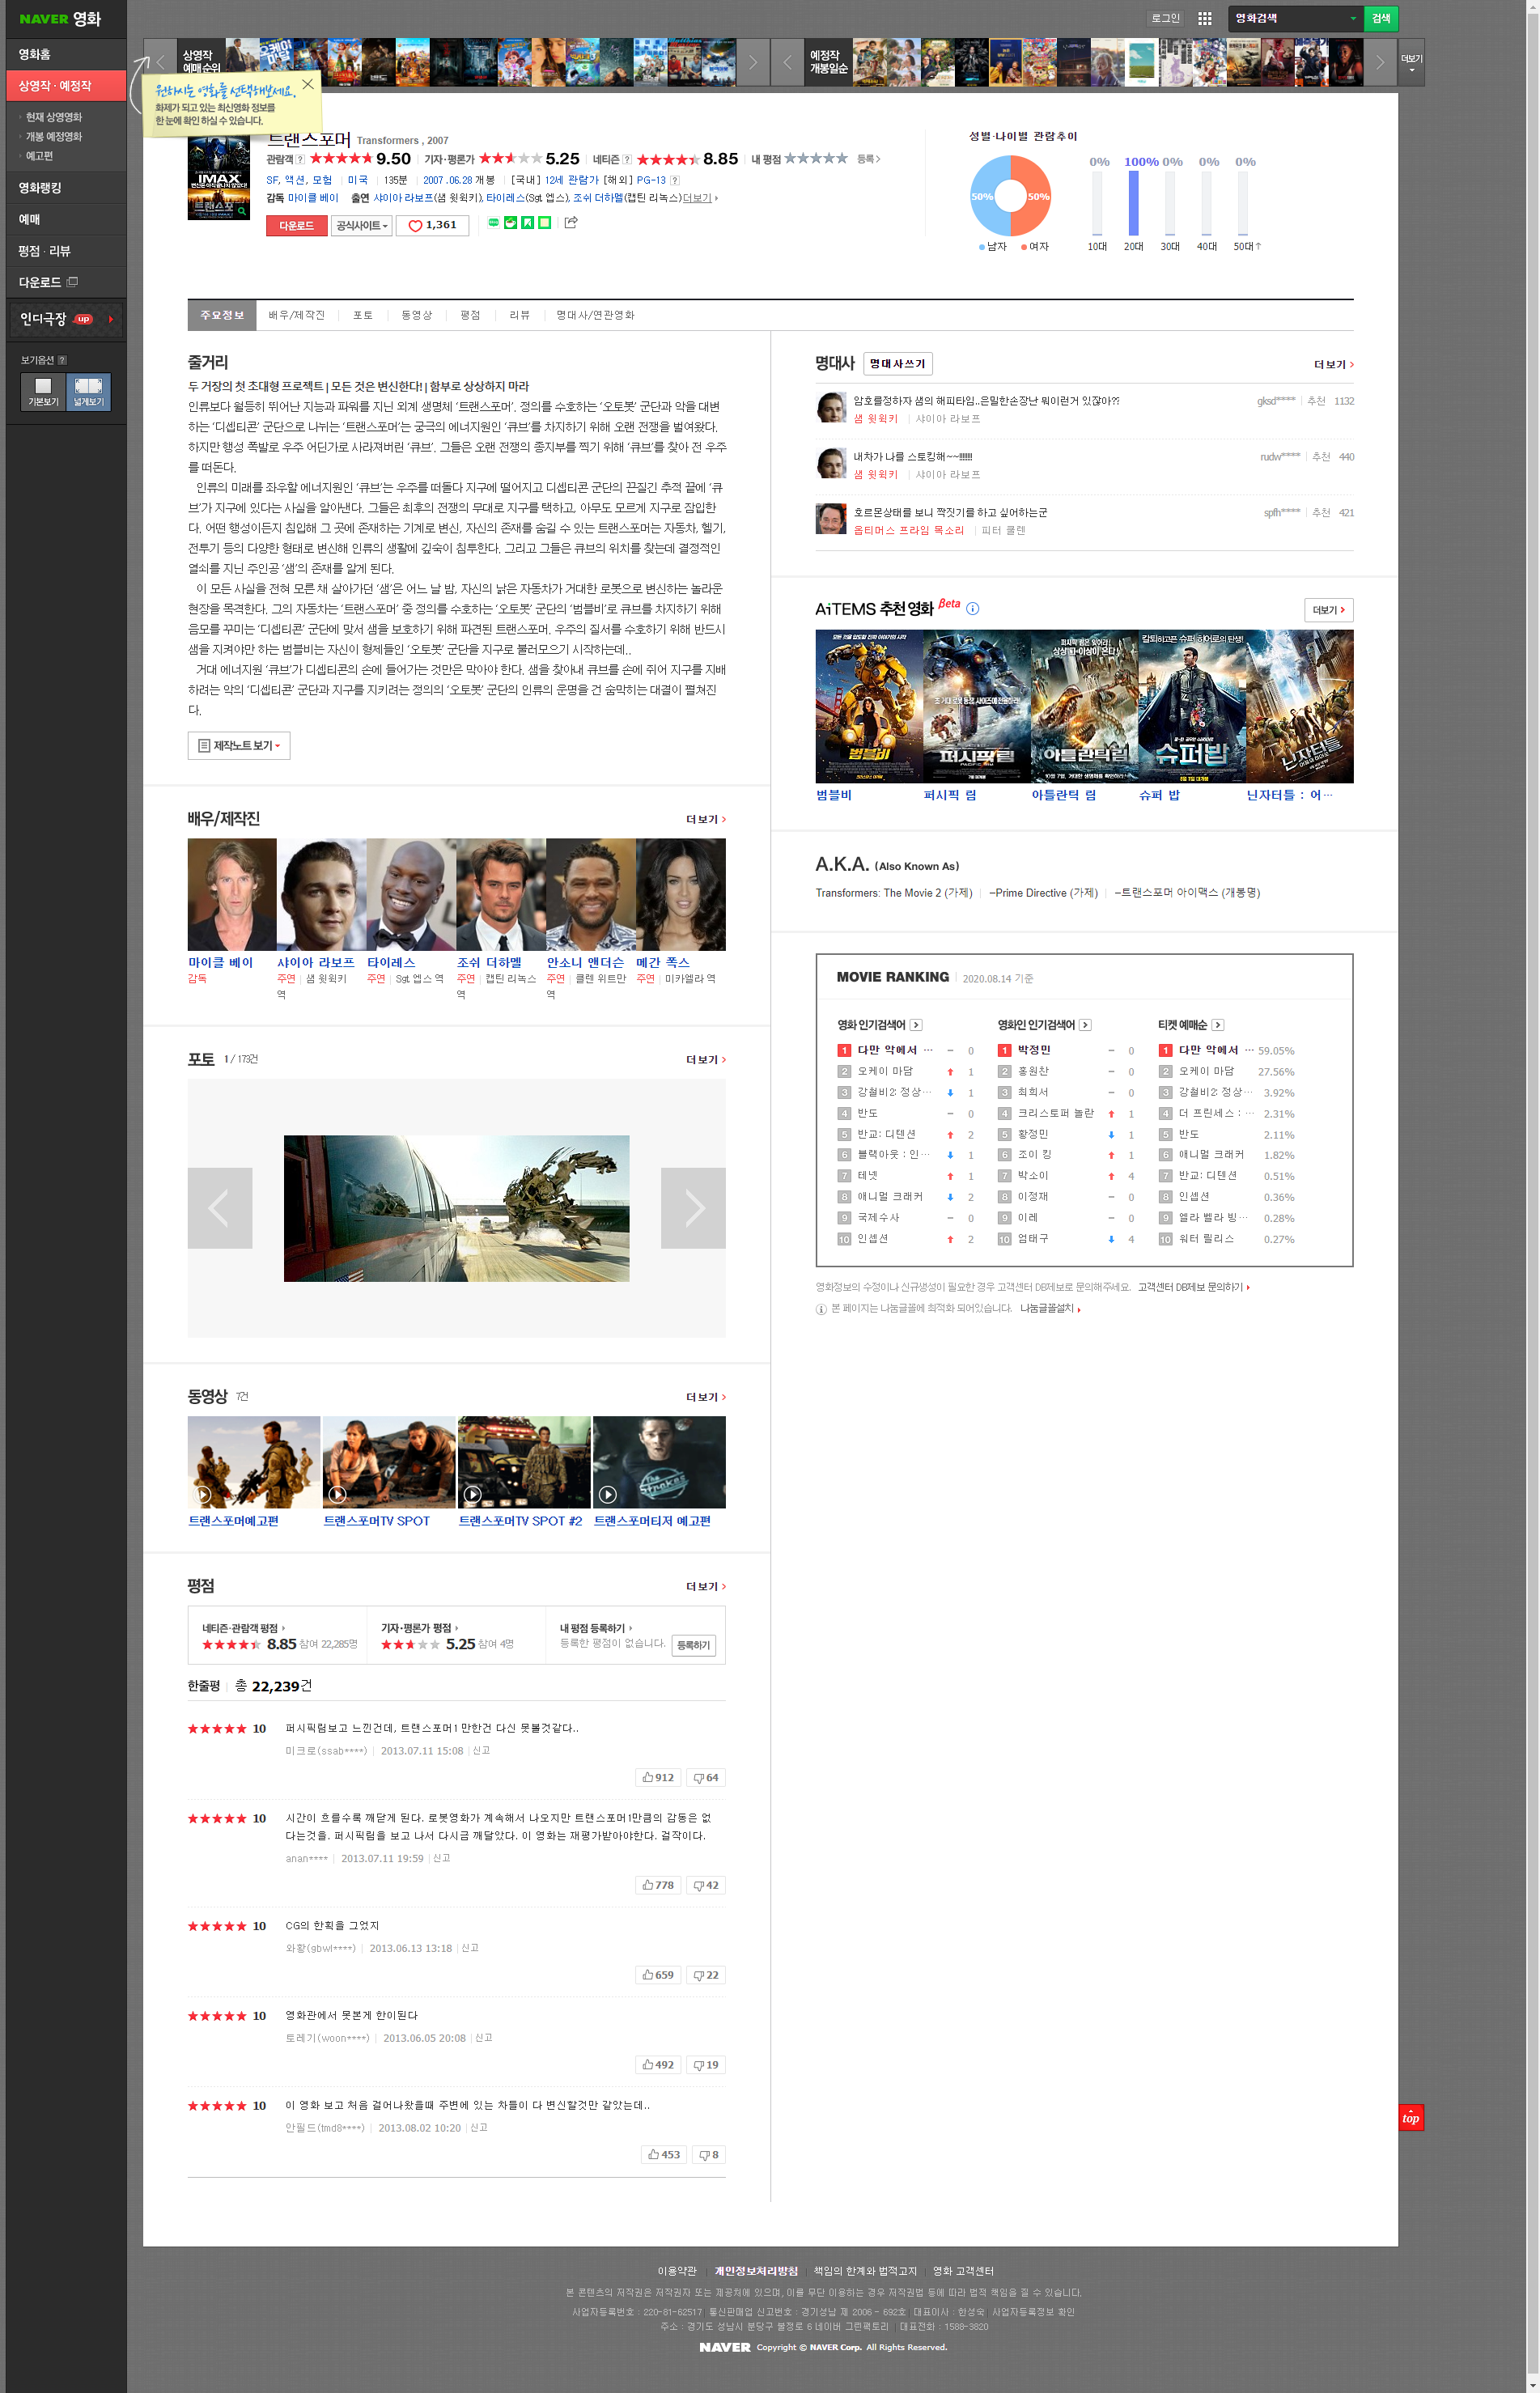 NAVER 영화
로그인
영화검색
검색
영화홈
상영작 · 예정작
현재 상영영화
개봉 예정영화
예고편
영화랭킹
예매
평점 · 리뷰
다운로드
인디극장 up
보기옵션 ?
기본보기
넓게보기
상영작
예매순위
예정작
개봉일순
더보기
원하시는 영화를 선택해보세요.
화제가 되고 있는 최신영화 정보를
한 눈에 확인 하실 수 있습니다.
트랜스포머 Transformers , 2007
관람객 ? 9.50 기자·평론가 5.25 네티즌 ? 8.85 내 평점 등록
SF, 액션, 모험 미국 135분 2007 .06.28 개봉 [국내] 12세 관람가 [해외] PG-13 ?
감독 마이클 베이 출연 샤이아 라보프(샘 윗윅키), 타이레스(Sgt. 엡스), 조쉬 더하멜(캡틴 리녹스) 더보기
다운로드
공식사이트
1,361
IMAX
성별·나이별 관람추이
50% 50%
남자 여자
0% 100% 0% 0% 0%
10대 20대 30대 40대 50대↑
주요정보 배우/제작진 포토 동영상 평점 리뷰 명대사/연관영화
줄거리
두 거장의 첫 초대형 프로젝트 | 모든 것은 변신한다! | 함부로 상상하지 마라
인류보다 월등히 뛰어난 지능과 파워를 지닌 외계 생명체 ‘트랜스포머’. 정의를 수호하는 ‘오토봇’ 군단과 악을 대변
하는 ‘디셉티콘’ 군단으로 나뉘는 ‘트랜스포머’는 궁극의 에너지원인 ‘큐브’를 차지하기 위해 오랜 전쟁을 벌여왔다.
하지만 행성 폭발로 우주 어딘가로 사라져버린 ‘큐브’. 그들은 오랜 전쟁의 종지부를 찍기 위해 ‘큐브’를 찾아 전 우주
를 떠돈다.
인류의 미래를 좌우할 에너지원인 ‘큐브’는 우주를 떠돌다 지구에 떨어지고 디셉티콘 군단의 끈질긴 추적 끝에 ‘큐
브’가 지구에 있다는 사실을 알아낸다. 그들은 최후의 전쟁의 무대로 지구를 택하고, 아무도 모르게 지구로 잠입한
다. 어떤 행성이든지 침입해 그 곳에 존재하는 기계로 변신, 자신의 존재를 숨길 수 있는 트랜스포머는 자동차, 헬기,
전투기 등의 다양한 형태로 변신해 인류의 생활에 깊숙이 침투한다. 그리고 그들은 큐브의 위치를 찾는데 결정적인
열쇠를 지닌 주인공 ‘샘’의 존재를 알게 된다.
이 모든 사실을 전혀 모른 채 살아가던 ‘샘’은 어느 날 밤, 자신의 낡은 자동차가 거대한 로봇으로 변신하는 놀라운
현장을 목격한다. 그의 자동차는 ‘트랜스포머’ 중 정의를 수호하는 ‘오토봇’ 군단의 ‘범블비’로 큐브를 차지하기 위해
음모를 꾸미는 ‘디셉티콘’ 군단에 맞서 샘을 보호하기 위해 파견된 트랜스포머. 우주의 질서를 수호하기 위해 반드시
샘을 지켜야만 하는 범블비는 자신이 형제들인 ‘오토봇’ 군단을 지구로 불러모으기 시작하는데..
거대 에너지원 ‘큐브’가 디셉티콘의 손에 들어가는 것만은 막아야 한다. 샘을 찾아내 큐브를 손에 쥐어 지구를 지배
하려는 악의 ‘디셉티콘’ 군단과 지구를 지키려는 정의의 ‘오토봇’ 군단의 인류의 운명을 건 숨막히는 대결이 펼쳐진
다.
제작노트 보기
배우/제작진 더보기
마이클 베이 샤이아 라보프 타이레스 조쉬 더하멜 안소니 앤더슨 메간 폭스
감독 주연 샘 윗윅키 역 주연 Sgt. 엡스 역 주연 캡틴 리녹스 역 주연 글렌 위트만 역 주연 미카엘라 역
포토 1 / 173건 더보기
동영상 7건 더보기
트랜스포머예고편 트랜스포머TV SPOT 트랜스포머TV SPOT #2 트랜스포머티저 예고편
평점 더보기
네티즌·관람객 평점 기자·평론가 평점 내 평점 등록하기
8.85 참여 22,285명 5.25 참여 4명 등록한 평점이 없습니다. 등록하기
한줄평 총 22,239건
10 퍼시픽림보고 느낀건데, 트랜스포머1 만한건 다신 못볼것같다..
미크로(ssab****) 2013.07.11 15:08 신고
912 64
10 시간이 흐를수록 깨닫게 된다. 로봇영화가 계속해서 나오지만 트랜스포머1만큼의 감동은 없
다는것을. 퍼시픽림을 보고 나서 다시금 깨달았다. 이 영화는 재평가받아야한다. 걸작이다.
anan**** 2013.07.11 19:59 신고
778 42
10 CG의 한획을 그었지
와황(gbwl****) 2013.06.13 13:18 신고
659 22
10 영화관에서 못본게 한이된다
토레기(woon****) 2013.06.05 20:08 신고
492 19
10 이 영화 보고 처음 걸어나왔을때 주변에 있는 차들이 다 변신할것만 같았는데..
안필드(tmd8****) 2013.08.02 10:20 신고
453 8
명대사 명대사쓰기 더보기
암호를정하자 샘의 해피타임..은밀한손장난 뭐이런거 있잖아?? gksd**** 추천 1132
샘 윗윅키 샤이아 라보프
내차가 나를 스토킹해~~!!!!!!! rudw**** 추천 440
샘 윗윅키 샤이아 라보프
호르몬상태를 보니 짝짓기를 하고 싶어하는군 spfh**** 추천 421
옵티머스 프라임 목소리 피터 쿨렌
AiTEMS 추천 영화 Beta 더보기
범블비 퍼시픽 림 아틀란틱 림 슈퍼 밥 닌자터틀 : 어…
A.K.A. (Also Known As)
Transformers: The Movie 2 (가제) -Prime Directive (가제) -트랜스포머 아이맥스 (개봉명)
MOVIE RANKING 2020.08.14 기준
영화 인기검색어 영화인 인기검색어 티켓 예매순
1 다만 악에서 … 0 1 박정민 0 1 다만 악에서 … 59.05%
2 오케이 마담 1 2 홍원찬 0 2 오케이 마담 27.56%
3 강철비2: 정상… 1 3 최희서 0 3 강철비2: 정상… 3.92%
4 반도 0 4 크리스토퍼 놀란 1 4 더 프린세스 : … 2.31%
5 반교: 디텐션 2 5 황정민 1 5 반도 2.11%
6 블랙아웃 : 인… 1 6 조이 킹 1 6 애니멀 크래커 1.82%
7 테넷 1 7 박소이 4 7 반교: 디텐션 0.51%
8 애니멀 크래커 2 8 이정재 0 8 인셉션 0.36%
9 국제수사 0 9 이레 0 9 엘라 벨라 빙… 0.28%
10 인셉션 2 10 엄태구 4 10 워터 릴리스 0.27%
영화정보의 수정이나 신규생성이 필요한 경우 고객센터 DB제보로 문의해주세요. 고객센터 DB제보 문의하기
본 페이지는 나눔글꼴에 최적화 되어있습니다. 나눔글꼴설치
top
이용약관 개인정보처리방침 책임의 한계와 법적고지 영화 고객센터
본 콘텐츠의 저작권은 저작권자 또는 제공처에 있으며, 이를 무단 이용하는 경우 저작권법 등에 따라 법적 책임을 질 수 있습니다.
사업자등록번호 : 220-81-62517 통신판매업 신고번호 : 경기성남 제 2006 - 692호 대표이사 : 한성숙 사업자등록정보 확인
주소 : 경기도 성남시 분당구 불정로 6 네이버 그린팩토리 대표전화 : 1588-3820
NAVER Copyright © NAVER Corp. All Rights Reserved.